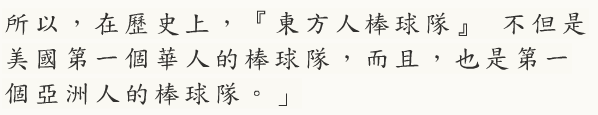 所以，在歷史上，『東方人棒球隊』 不但是
美國第一個華人的棒球隊，而且，也是第一
個亞洲人的棒球隊。」